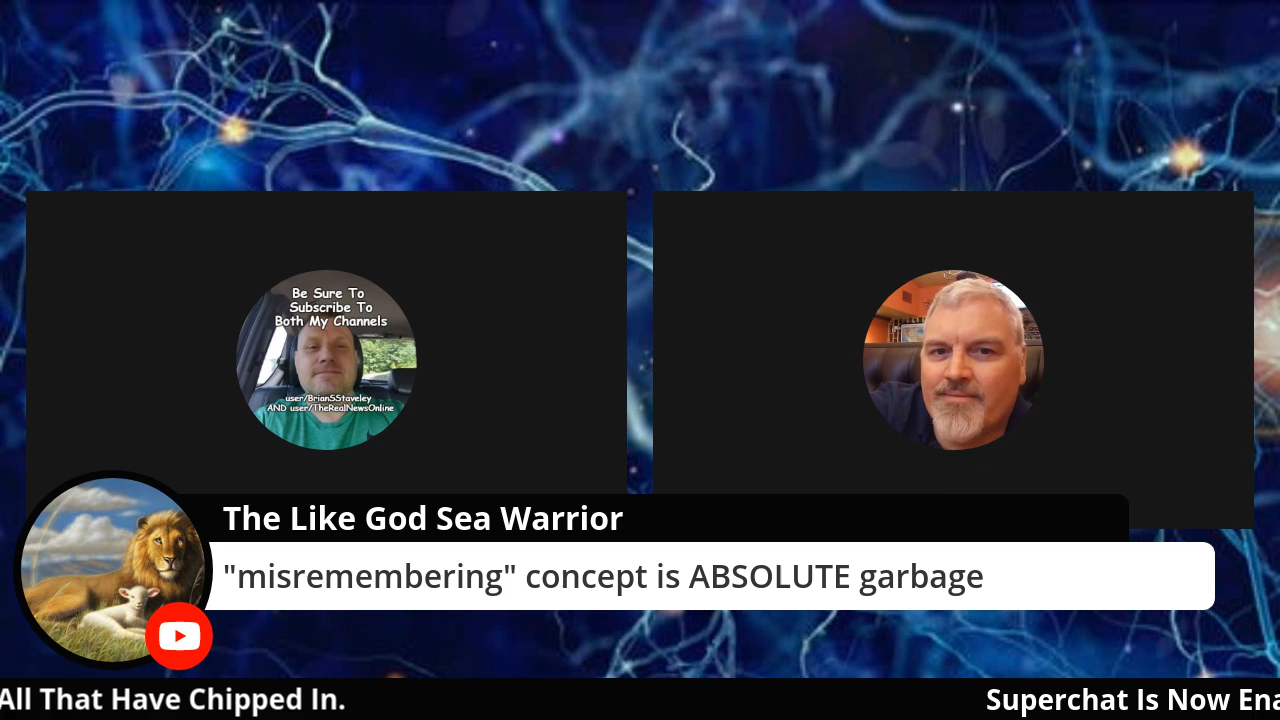 Be Sure To
Subscribe To
Both My Channels
user/BrianSStaveley
AND user/TheRealNewsOnline
The Like God Sea Warrior
"misremembering" concept is ABSOLUTE garbage
All That Have Chipped In.
Superchat Is Now Ena